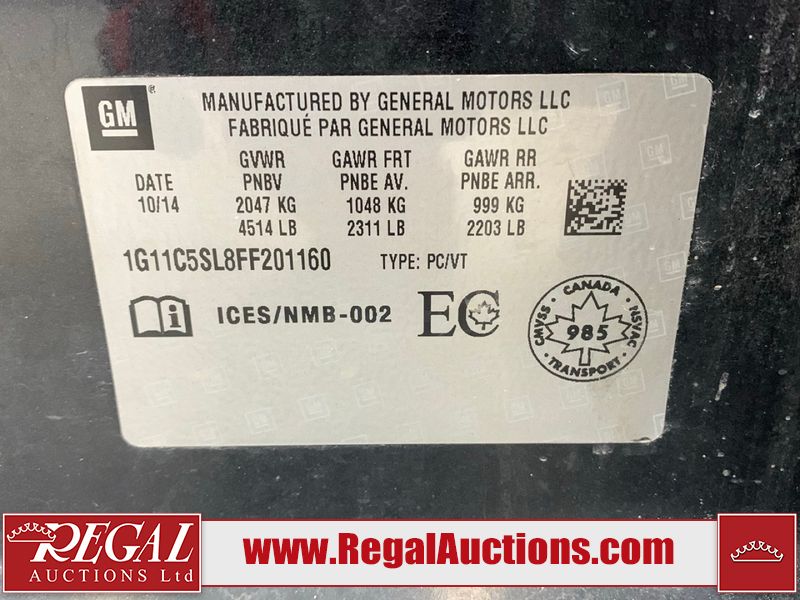 GM®
MANUFACTURED BY GENERAL MOTORS LLC
FABRIQUÉ PAR GENERAL MOTORS LLC
GVWR GAWR FRT GAWR RR
DATE PNBV PNBE AV. PNBE ARR.
10/14 2047 KG 1048 KG 999 KG
4514 LB 2311 LB 2203 LB
1G11C5SL8FF201160 TYPE: PC/VT
i ICES/NMB-002 EC
CANADA
CMVSS 985 NSVAC
TRANSPORT
REGAL
AUCTIONS Ltd
www.RegalAuctions.com